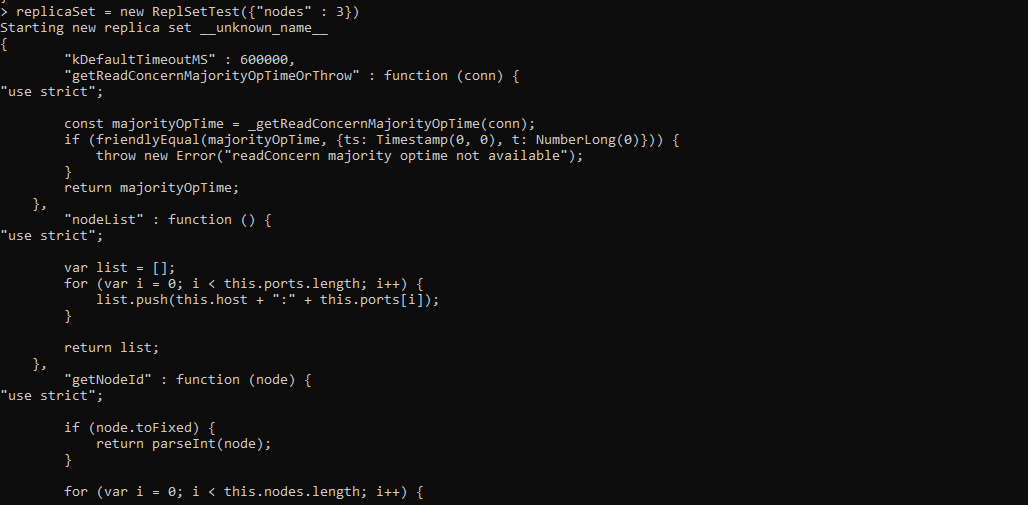 > replicaSet = new ReplSetTest({"nodes" : 3})
Starting new replica set __unknown_name__
{
        "kDefaultTimeoutMS" : 600000,
        "getReadConcernMajorityOpTimeOrThrow" : function (conn) {
"use strict";

        const majorityOpTime = _getReadConcernMajorityOpTime(conn);
        if (friendlyEqual(majorityOpTime, {ts: Timestamp(0, 0), t: NumberLong(0)})) {
            throw new Error("readConcern majority optime not available");
        }
        return majorityOpTime;
    },
        "nodeList" : function () {
"use strict";

        var list = [];
        for (var i = 0; i < this.ports.length; i++) {
            list.push(this.host + ":" + this.ports[i]);
        }

        return list;
    },
        "getNodeId" : function (node) {
"use strict";

        if (node.toFixed) {
            return parseInt(node);
        }

        for (var i = 0; i < this.nodes.length; i++) {